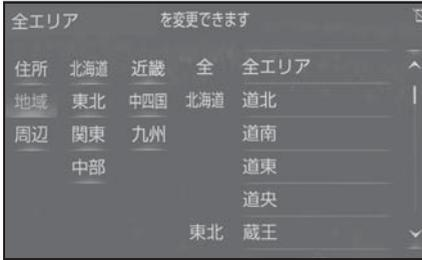 全エリア を変更できます
住所 北海道 近畿 全 全エリア
地域 東北 中四国 北海道 道北
周辺 関東 九州 道南
中部 道東
道央
東北 蔵王